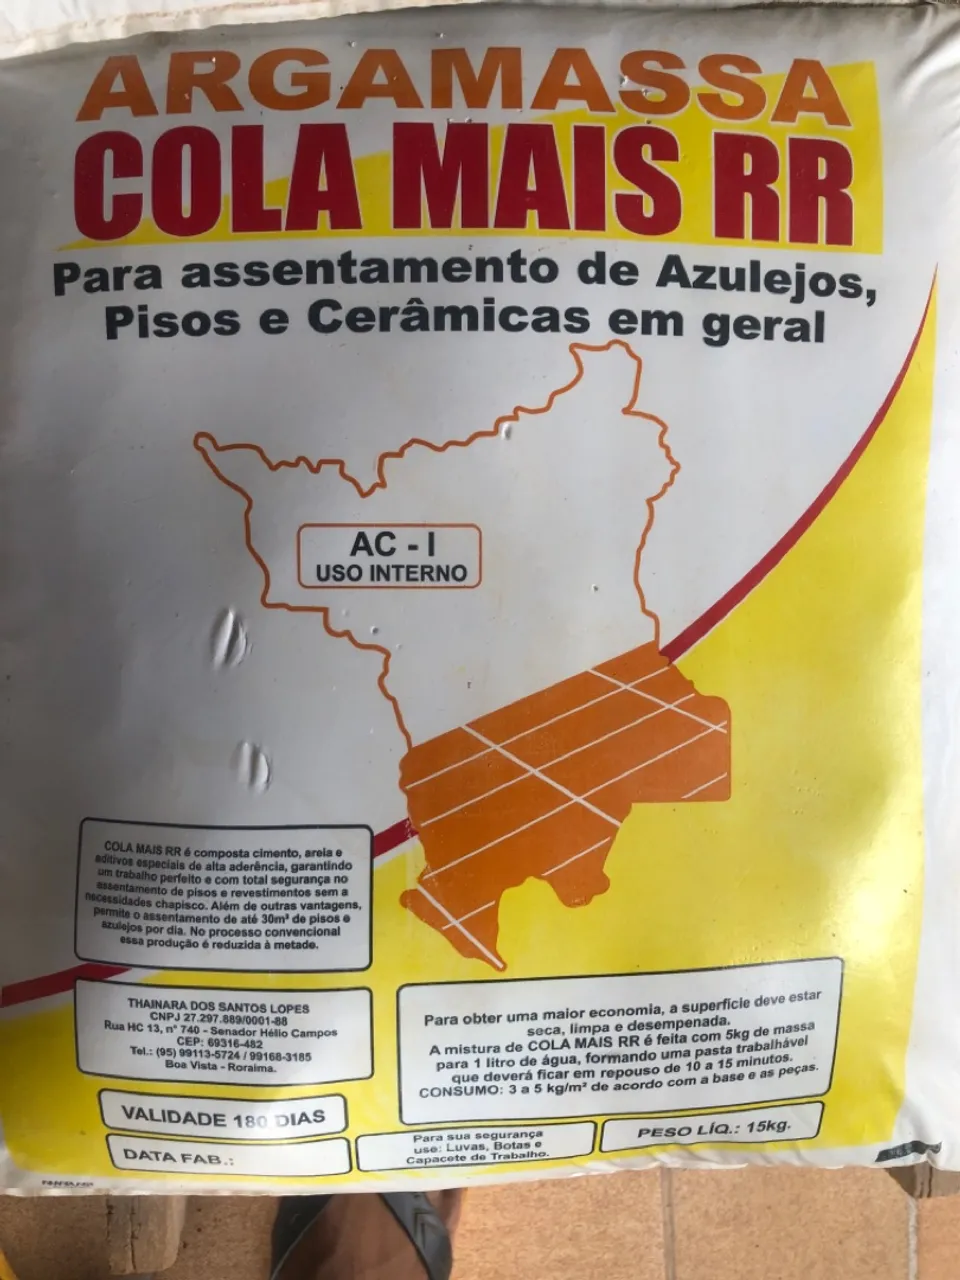 ARGAMASSA
COLA MAIS RR
Para assentamento de Azulejos,
Pisos e Cerâmicas em geral
AC - I
USO INTERNO
COLA MAIS RR é composta cimento, areia e
aditivos especiais de alta aderência, garantindo
um trabalho perfeito e com total segurança no
assentamento de pisos e revestimentos sem a
necessidades chapisco. Além de outras vantagens,
permite o assentamento de até 30m² de pisos e
azulejos por dia. No processo convencional
essa produção é reduzida à metade.
THAINARA DOS SANTOS LOPES
CNPJ 27.297.889/0001-88
Rua HC 13, n° 740 - Senador Hélio Campos
CEP: 69316-482
Tel.: (95) 99113-5724 / 99168-3185
Boa Vista - Roraima.
Para obter uma maior economia, a superfície deve estar
seca, limpa e desempenada.
A mistura de COLA MAIS RR é feita com 5kg de massa
para 1 litro de água, formando uma pasta trabalhável
que deverá ficar em repouso de 10 a 15 minutos.
CONSUMO: 3 a 5 kg/m² de acordo com a base e as peças.
VALIDADE 180 DIAS
DATA FAB.:
Para sua segurança
use: Luvas, Botas e
Capacete de Trabalho.
PESO LÍQ.: 15kg.